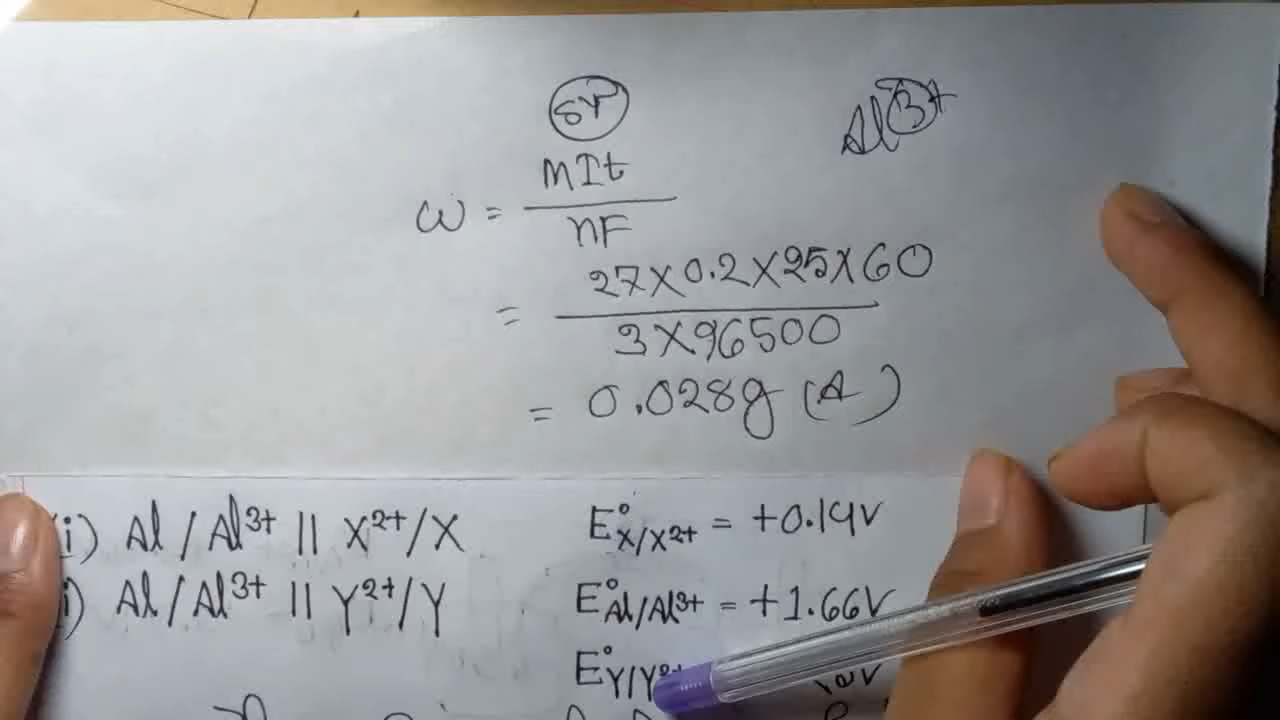 Al³⁺
MIt
ω = ———
nF
= 27×0.2×25×60
3×96500
= 0.028g (A)
i) Al / Al³⁺ || X²⁺/X E°X/X²⁺ = +0.14V
i) Al / Al³⁺ || Y²⁺/Y E°Al/Al³⁺ = +1.66V
E°Y/Y²⁺